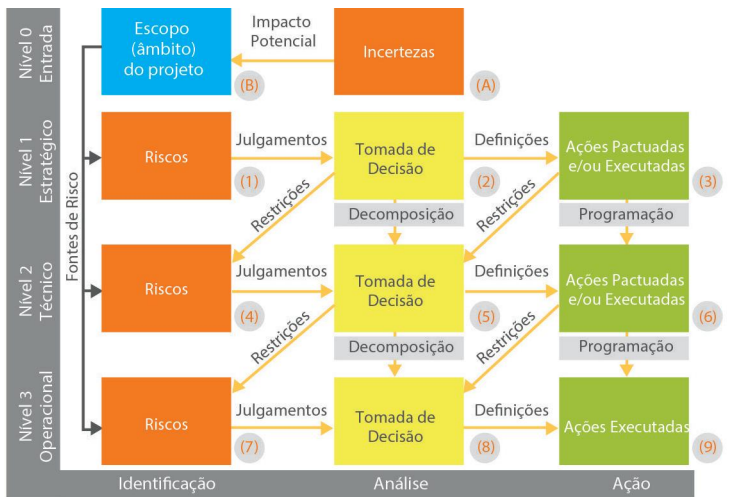 Nível 0
Entrada
Escopo
(âmbito)
do projeto
(B)
Impacto
Potencial
Incertezas
(A)
Fontes de Risco
Nível 1
Estratégico
Riscos
(1)
Julgamentos
Tomada de
Decisão
(2)
Definições
Ações Pactuadas
e/ou Executadas
(3)
Restrições
Decomposição
Restrições
Programação
Nível 2
Técnico
Riscos
(4)
Julgamentos
Tomada de
Decisão
(5)
Definições
Ações Pactuadas
e/ou Executadas
(6)
Restrições
Decomposição
Restrições
Programação
Nível 3
Operacional
Riscos
(7)
Julgamentos
Tomada de
Decisão
(8)
Definições
Ações Executadas
(9)
Identificação
Análise
Ação